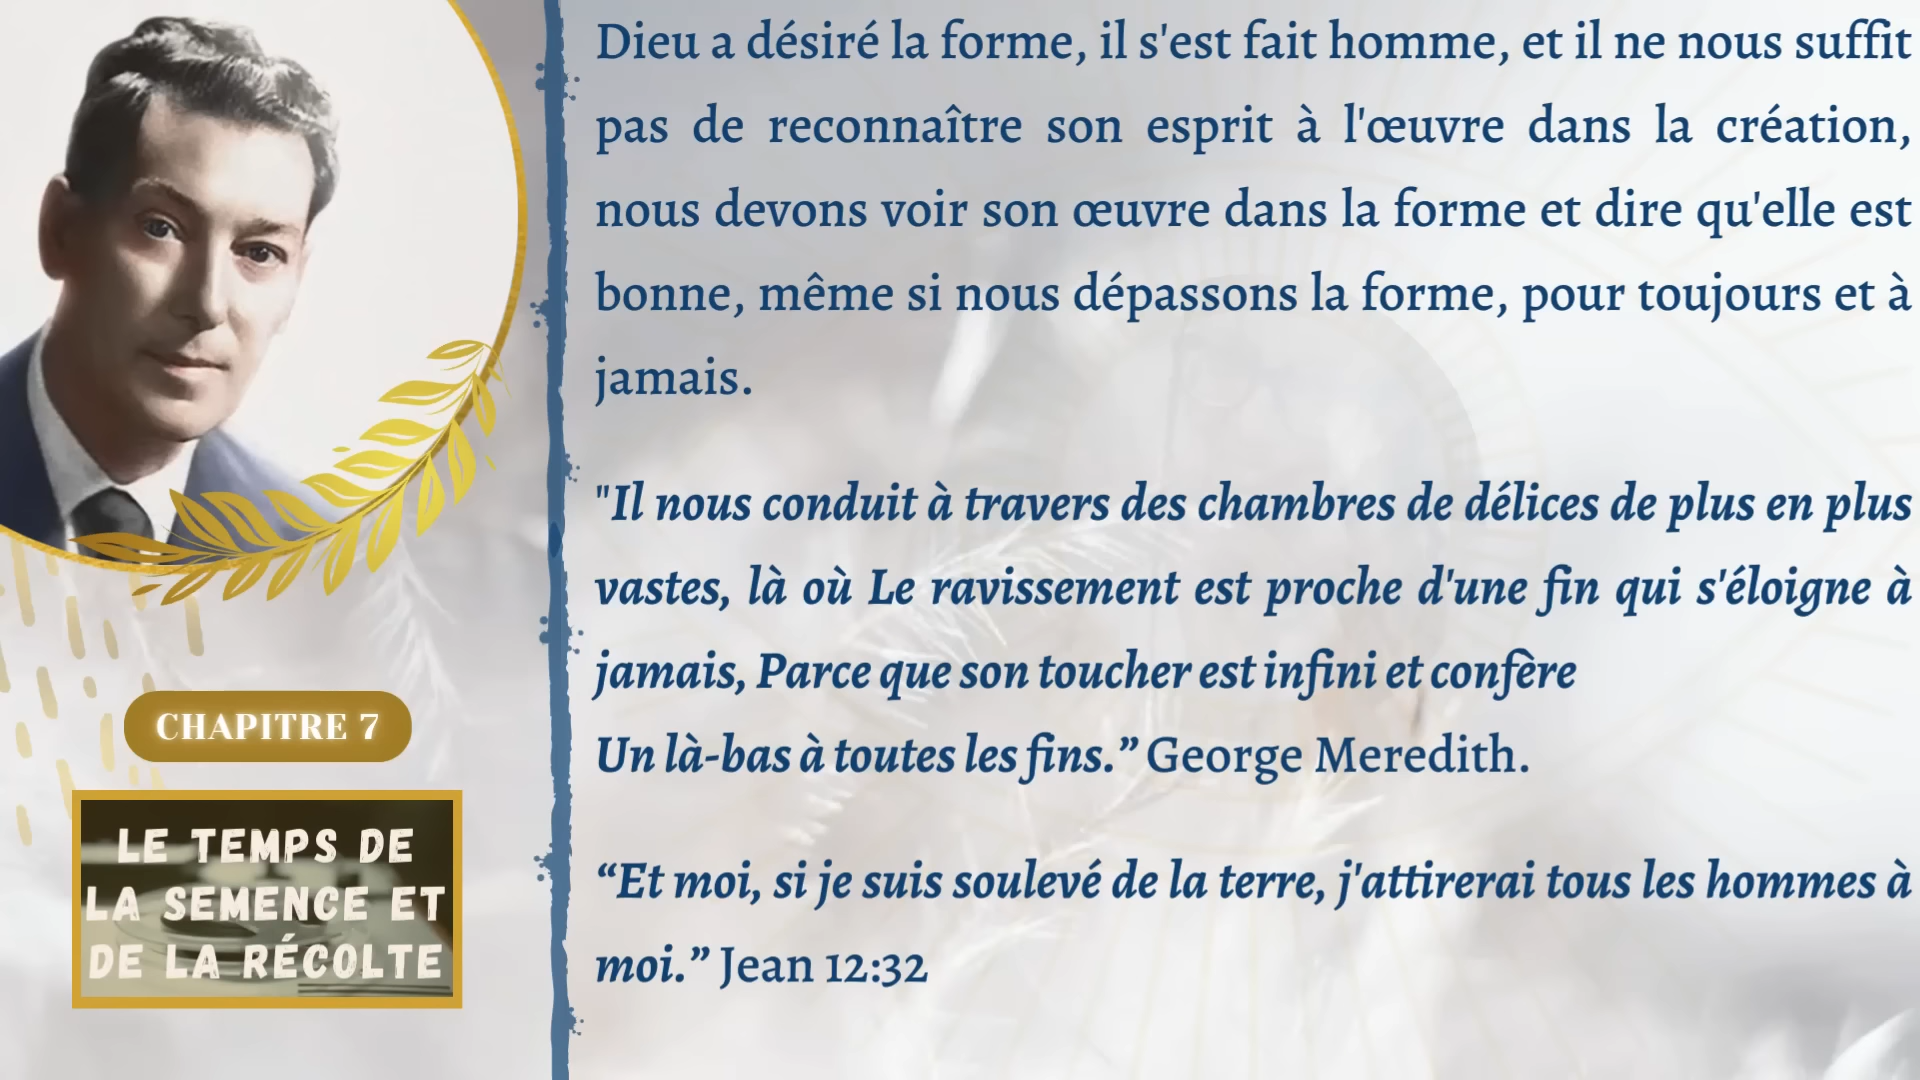 Dieu a désiré la forme, il s'est fait homme, et il ne nous suffit
pas de reconnaître son esprit à l'œuvre dans la création,
nous devons voir son œuvre dans la forme et dire qu'elle est
bonne, même si nous dépassons la forme, pour toujours et à
jamais.
"Il nous conduit à travers des chambres de délices de plus en plus
vastes, là où Le ravissement est proche d'une fin qui s'éloigne à
jamais, Parce que son toucher est infini et confère
Un là-bas à toutes les fins.” George Meredith.
“Et moi, si je suis soulevé de la terre, j'attirerai tous les hommes à
moi.” Jean 12:32
CHAPITRE 7
LE TEMPS DE
LA SEMENCE ET
DE LA RÉCOLTE